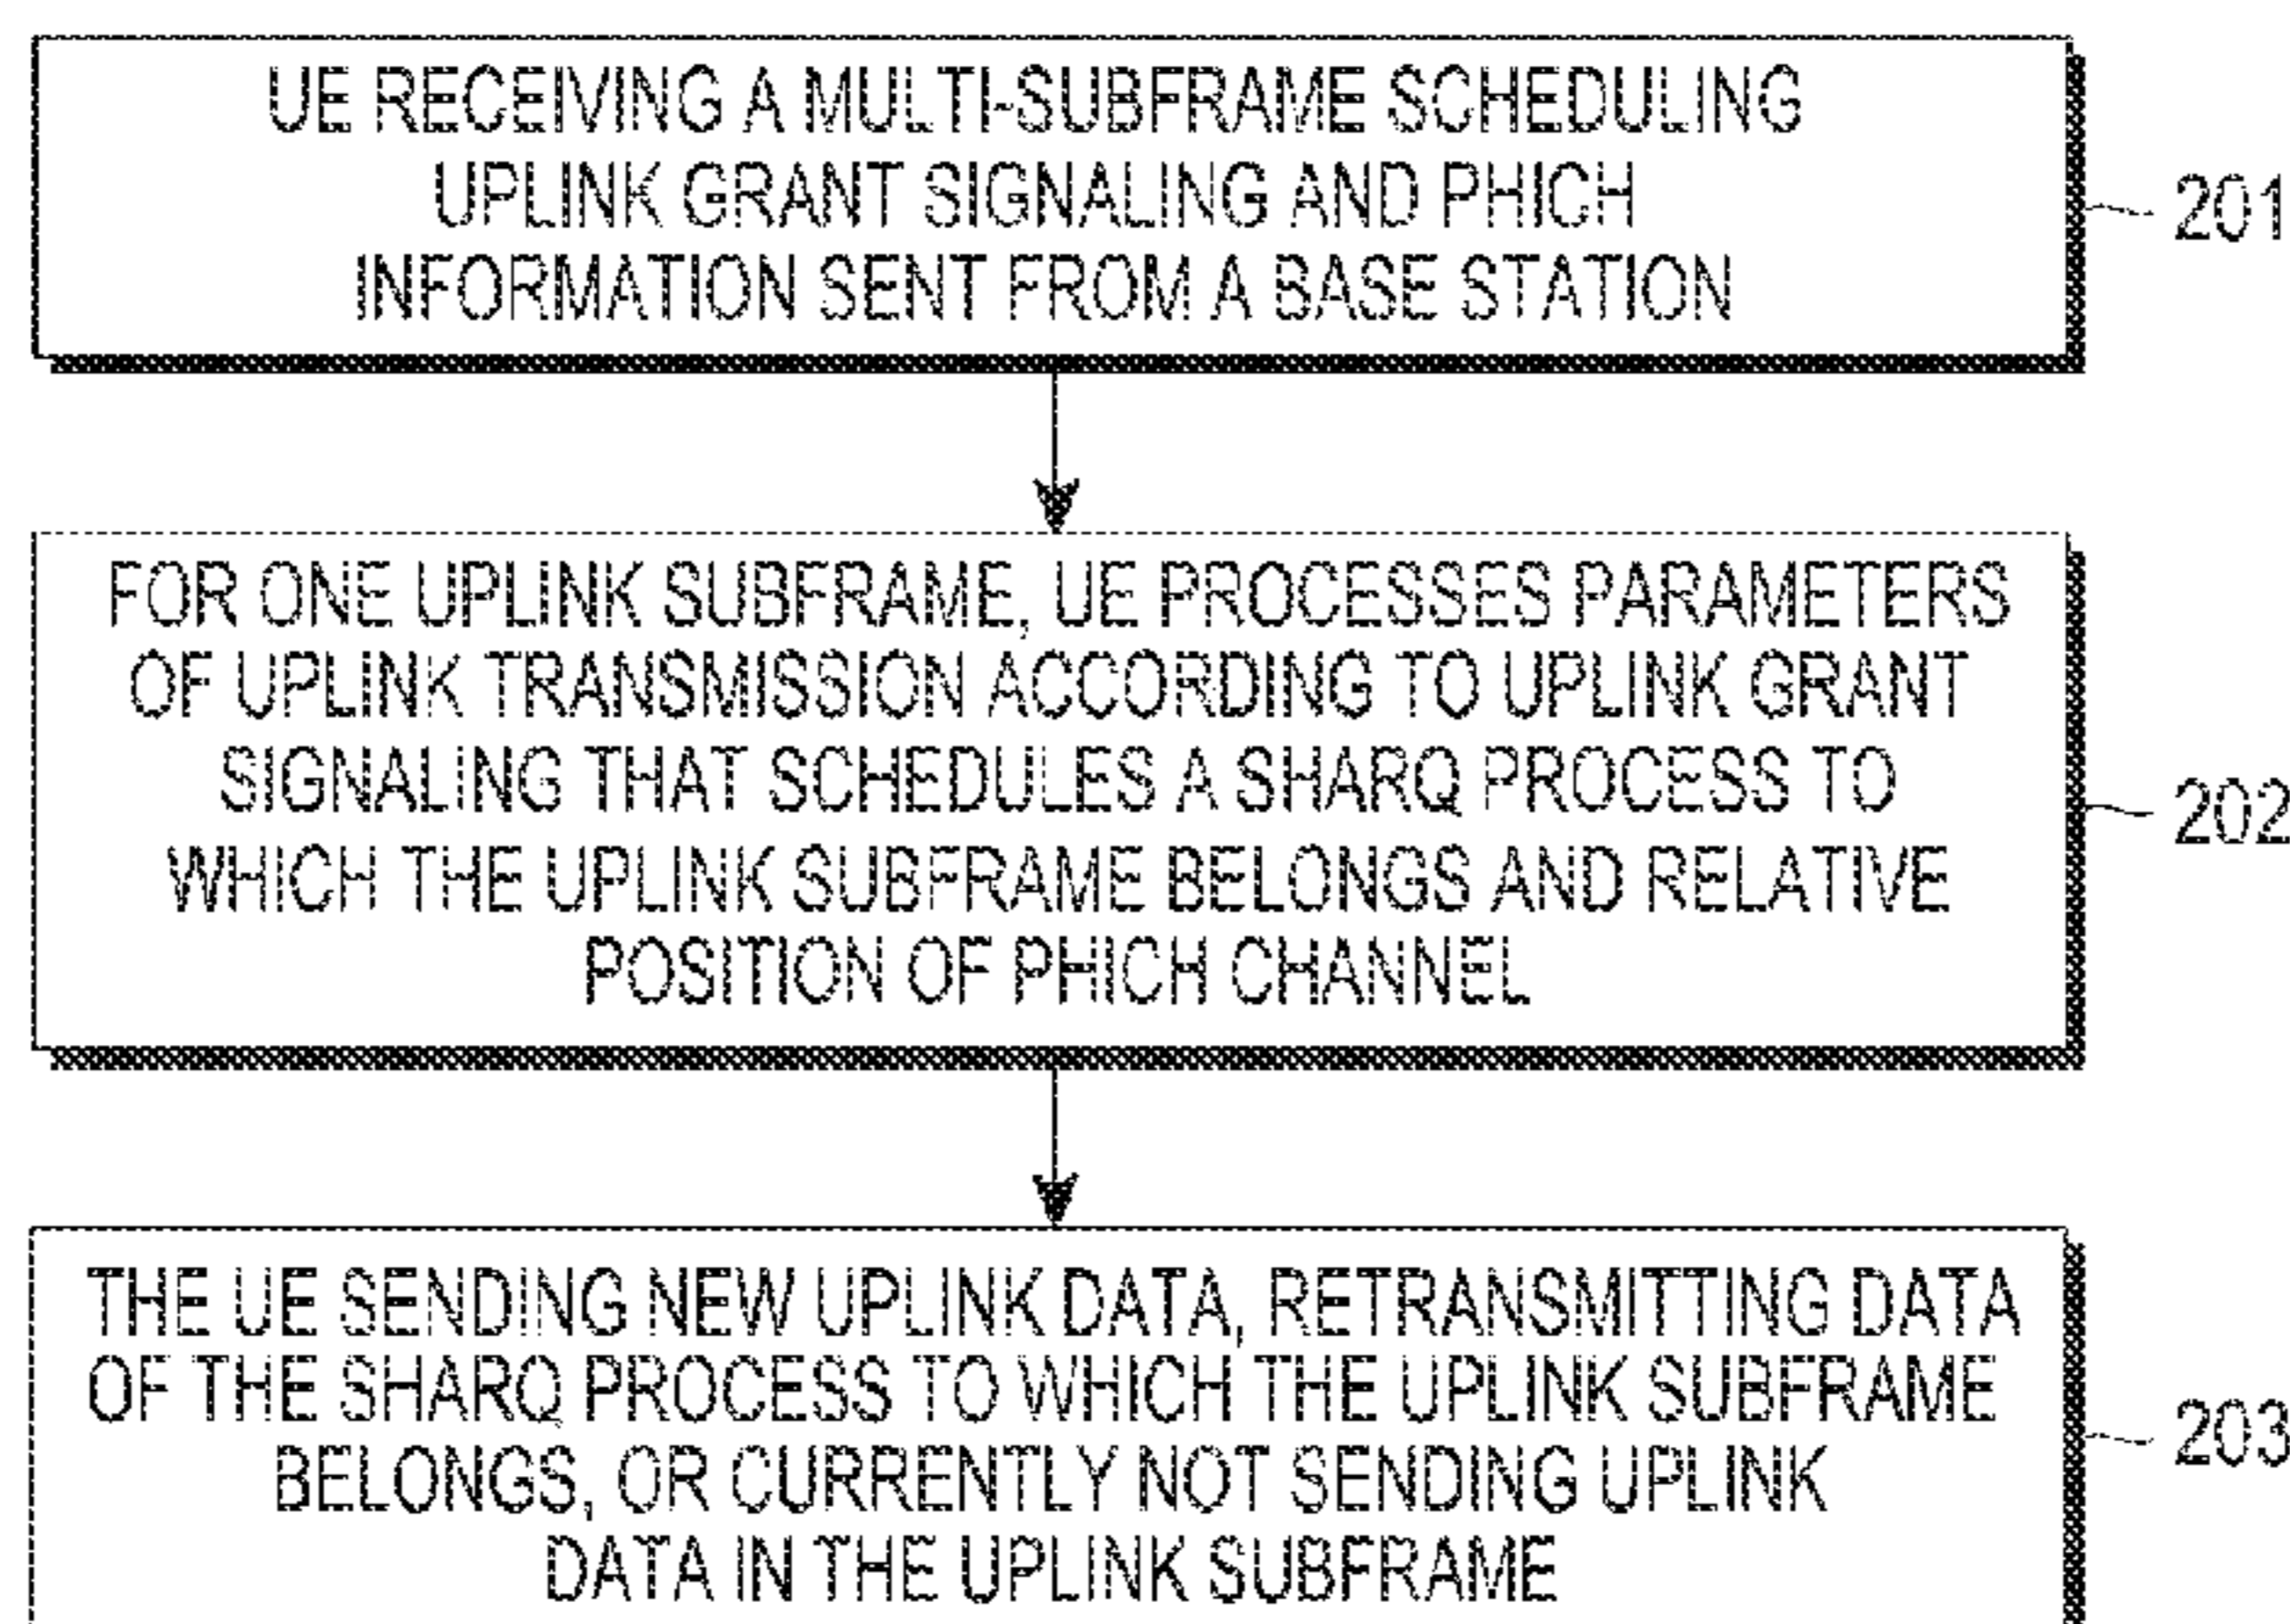 UE RECEIVING A MULTI-SUBFRAME SCHEDULING
UPLINK GRANT SIGNALING AND PHICH
INFORMATION SENT FROM A BASE STATION
201
FOR ONE UPLINK SUBFRAME, UE PROCESSES PARAMETERS
OF UPLINK TRANSMISSION ACCORDING TO UPLINK GRANT
SIGNALING THAT SCHEDULES A SHARQ PROCESS TO
WHICH THE UPLINK SUBFRAME BELONGS AND RELATIVE
POSITION OF PHICH CHANNEL
202
THE UE SENDING NEW UPLINK DATA, RETRANSMITTING DATA
OF THE SHARQ PROCESS TO WHICH THE UPLINK SUBFRAME
BELONGS, OR CURRENTLY NOT SENDING UPLINK
DATA IN THE UPLINK SUBFRAME
203